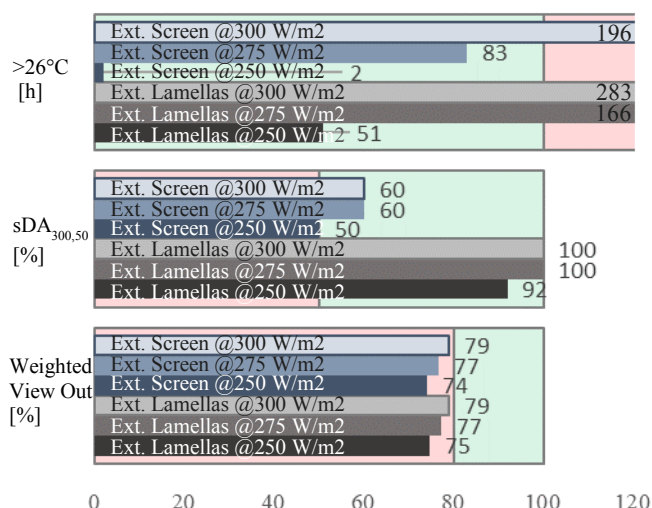 Ext. Screen @300 W/m2 196
Ext. Screen @275 W/m2 83
>26°C
Ext. Screen @250 W/m2 2
[h]
Ext. Lamellas @300 W/m2 283
Ext. Lamellas @275 W/m2 166
Ext. Lamellas @250 W/m2 51
Ext. Screen @300 W/m2 60
Ext. Screen @275 W/m2 60
sDA300,50
Ext. Screen @250 W/m2 50
[%]
Ext. Lamellas @300 W/m2 100
Ext. Lamellas @275 W/m2 100
Ext. Lamellas @250 W/m2 92
Ext. Screen @300 W/m2 79
Weighted
Ext. Screen @275 W/m2 77
View Out
Ext. Screen @250 W/m2 74
[%]
Ext. Lamellas @300 W/m2 79
Ext. Lamellas @275 W/m2 77
Ext. Lamellas @250 W/m2 75
0 20 40 60 80 100 120